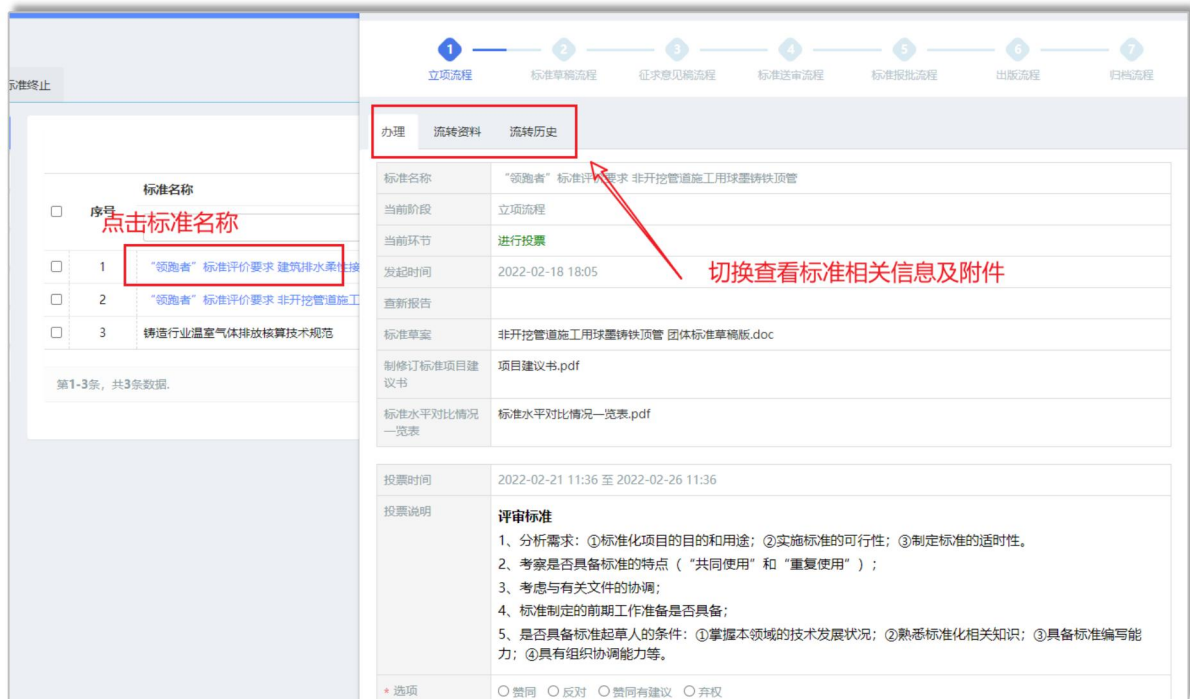 1 2 3 4 5 6 7
立项流程 标准草稿流程 征求意见稿流程 标准送审流程 标准报批流程 出版流程 归档流程
标准终止
办理 流转资料 流转历史
标准名称
序号
点击标准名称
1 “领跑者”标准评价要求 建筑排水柔性接
2 “领跑者”标准评价要求 非开挖管道施工
3 铸造行业温室气体排放核算技术规范
第1-3条，共3条数据.
标准名称 “领跑者”标准评价要求 非开挖管道施工用球墨铸铁顶管
当前阶段 立项流程
当前环节 进行投票
发起时间 2022-02-18 18:05
切换查看标准相关信息及附件
查新报告
标准草案 非开挖管道施工用球墨铸铁顶管 团体标准草稿版.doc
制修订标准项目建
议书
项目建议书.pdf
标准水平对比情况
一览表
标准水平对比情况一览表.pdf
投票时间 2022-02-21 11:36 至 2022-02-26 11:36
投票说明
评审标准
1、分析需求：①标准化项目的目的和用途；②实施标准的可行性；③制定标准的适时性。
2、考察是否具备标准的特点（“共同使用”和“重复使用”）；
3、考虑与有关文件的协调；
4、标准制定的前期工作准备是否具备；
5、是否具备标准起草人的条件：①掌握本领域的技术发展状况；②熟悉标准化相关知识；③具备标准编写能
力；④具有组织协调能力等。
* 选项 赞同 反对 赞同有建议 弃权